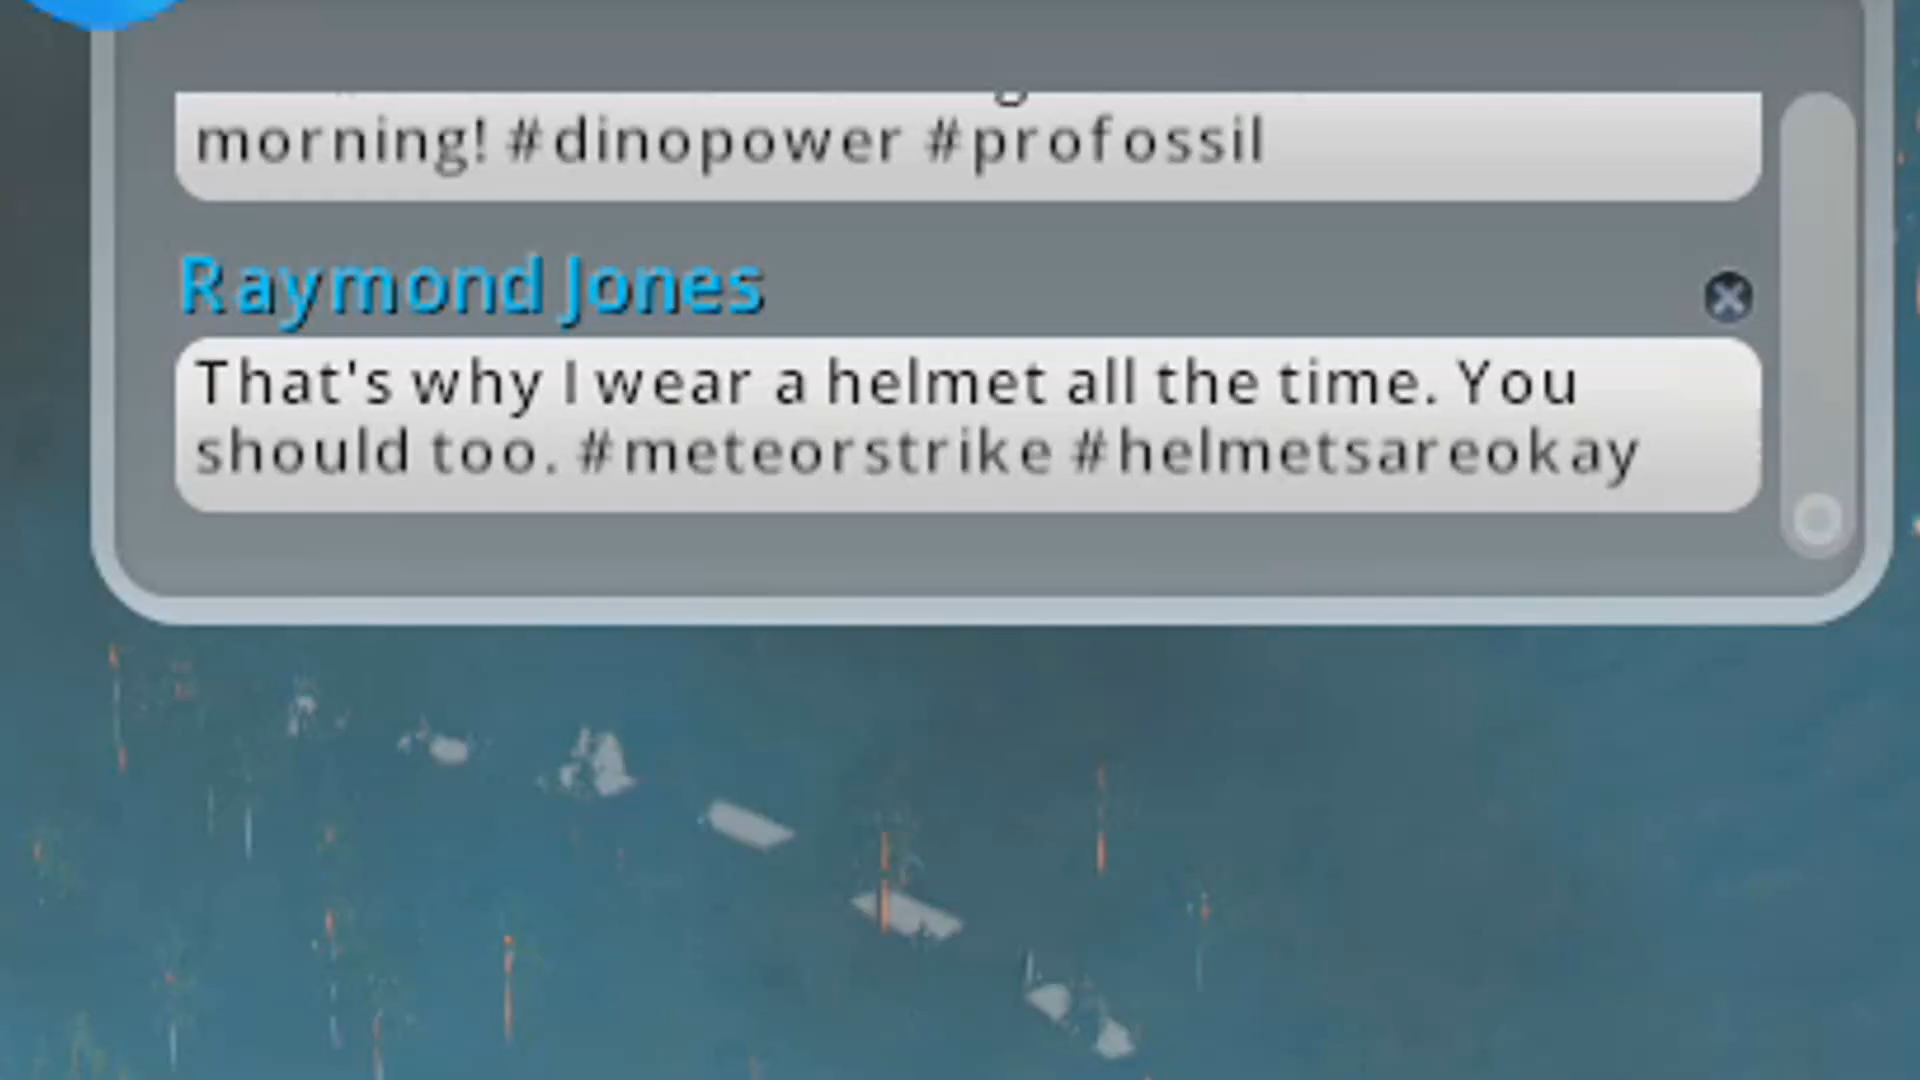 morning! #dinopower #profossil
Raymond Jones
That's why I wear a helmet all the time. You
should too. #meteorstrike #helmetsareokay